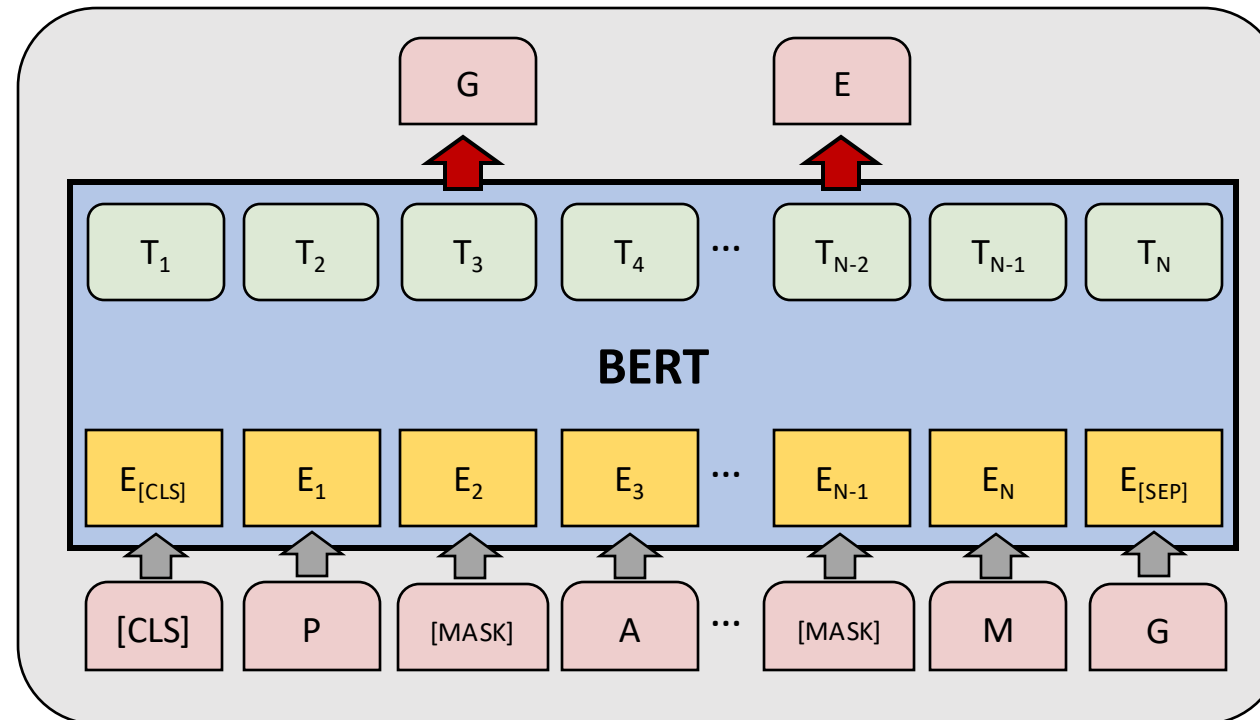 G E
T1 T2 T3 T4 ... TN-2 TN-1 TN
BERT
E[CLS] E1 E2 E3 ... EN-1 EN E[SEP]
[CLS] P [MASK] A ... [MASK] M G